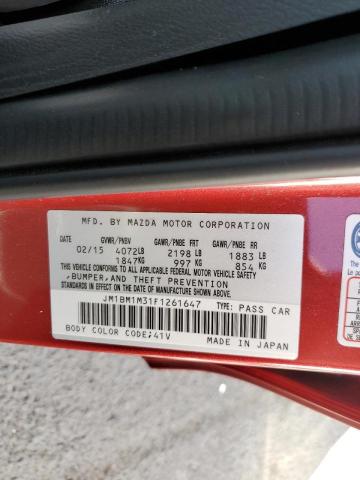 MFD. BY MAZDA MOTOR CORPORATION
GVWR/PNBV GAWR/PNBE FRT GAWR/PNBE RR
02/15 4072LB 2198 LB 1883 LB
1847KG 997 KG 854 KG
THIS VEHICLE CONFORMS TO ALL APPLICABLE FEDERAL MOTOR VEHICLE SAFETY
, BUMPER, AND THEFT PREVENTION
STANDARDS IN EFFECT ON THE DATE OF MANUFACTURE SHOWN ABOVE.
JM1BM1M31F1261647 TYPE: PASS CAR
BODY COLOR CODE;41V MADE IN JAPAN